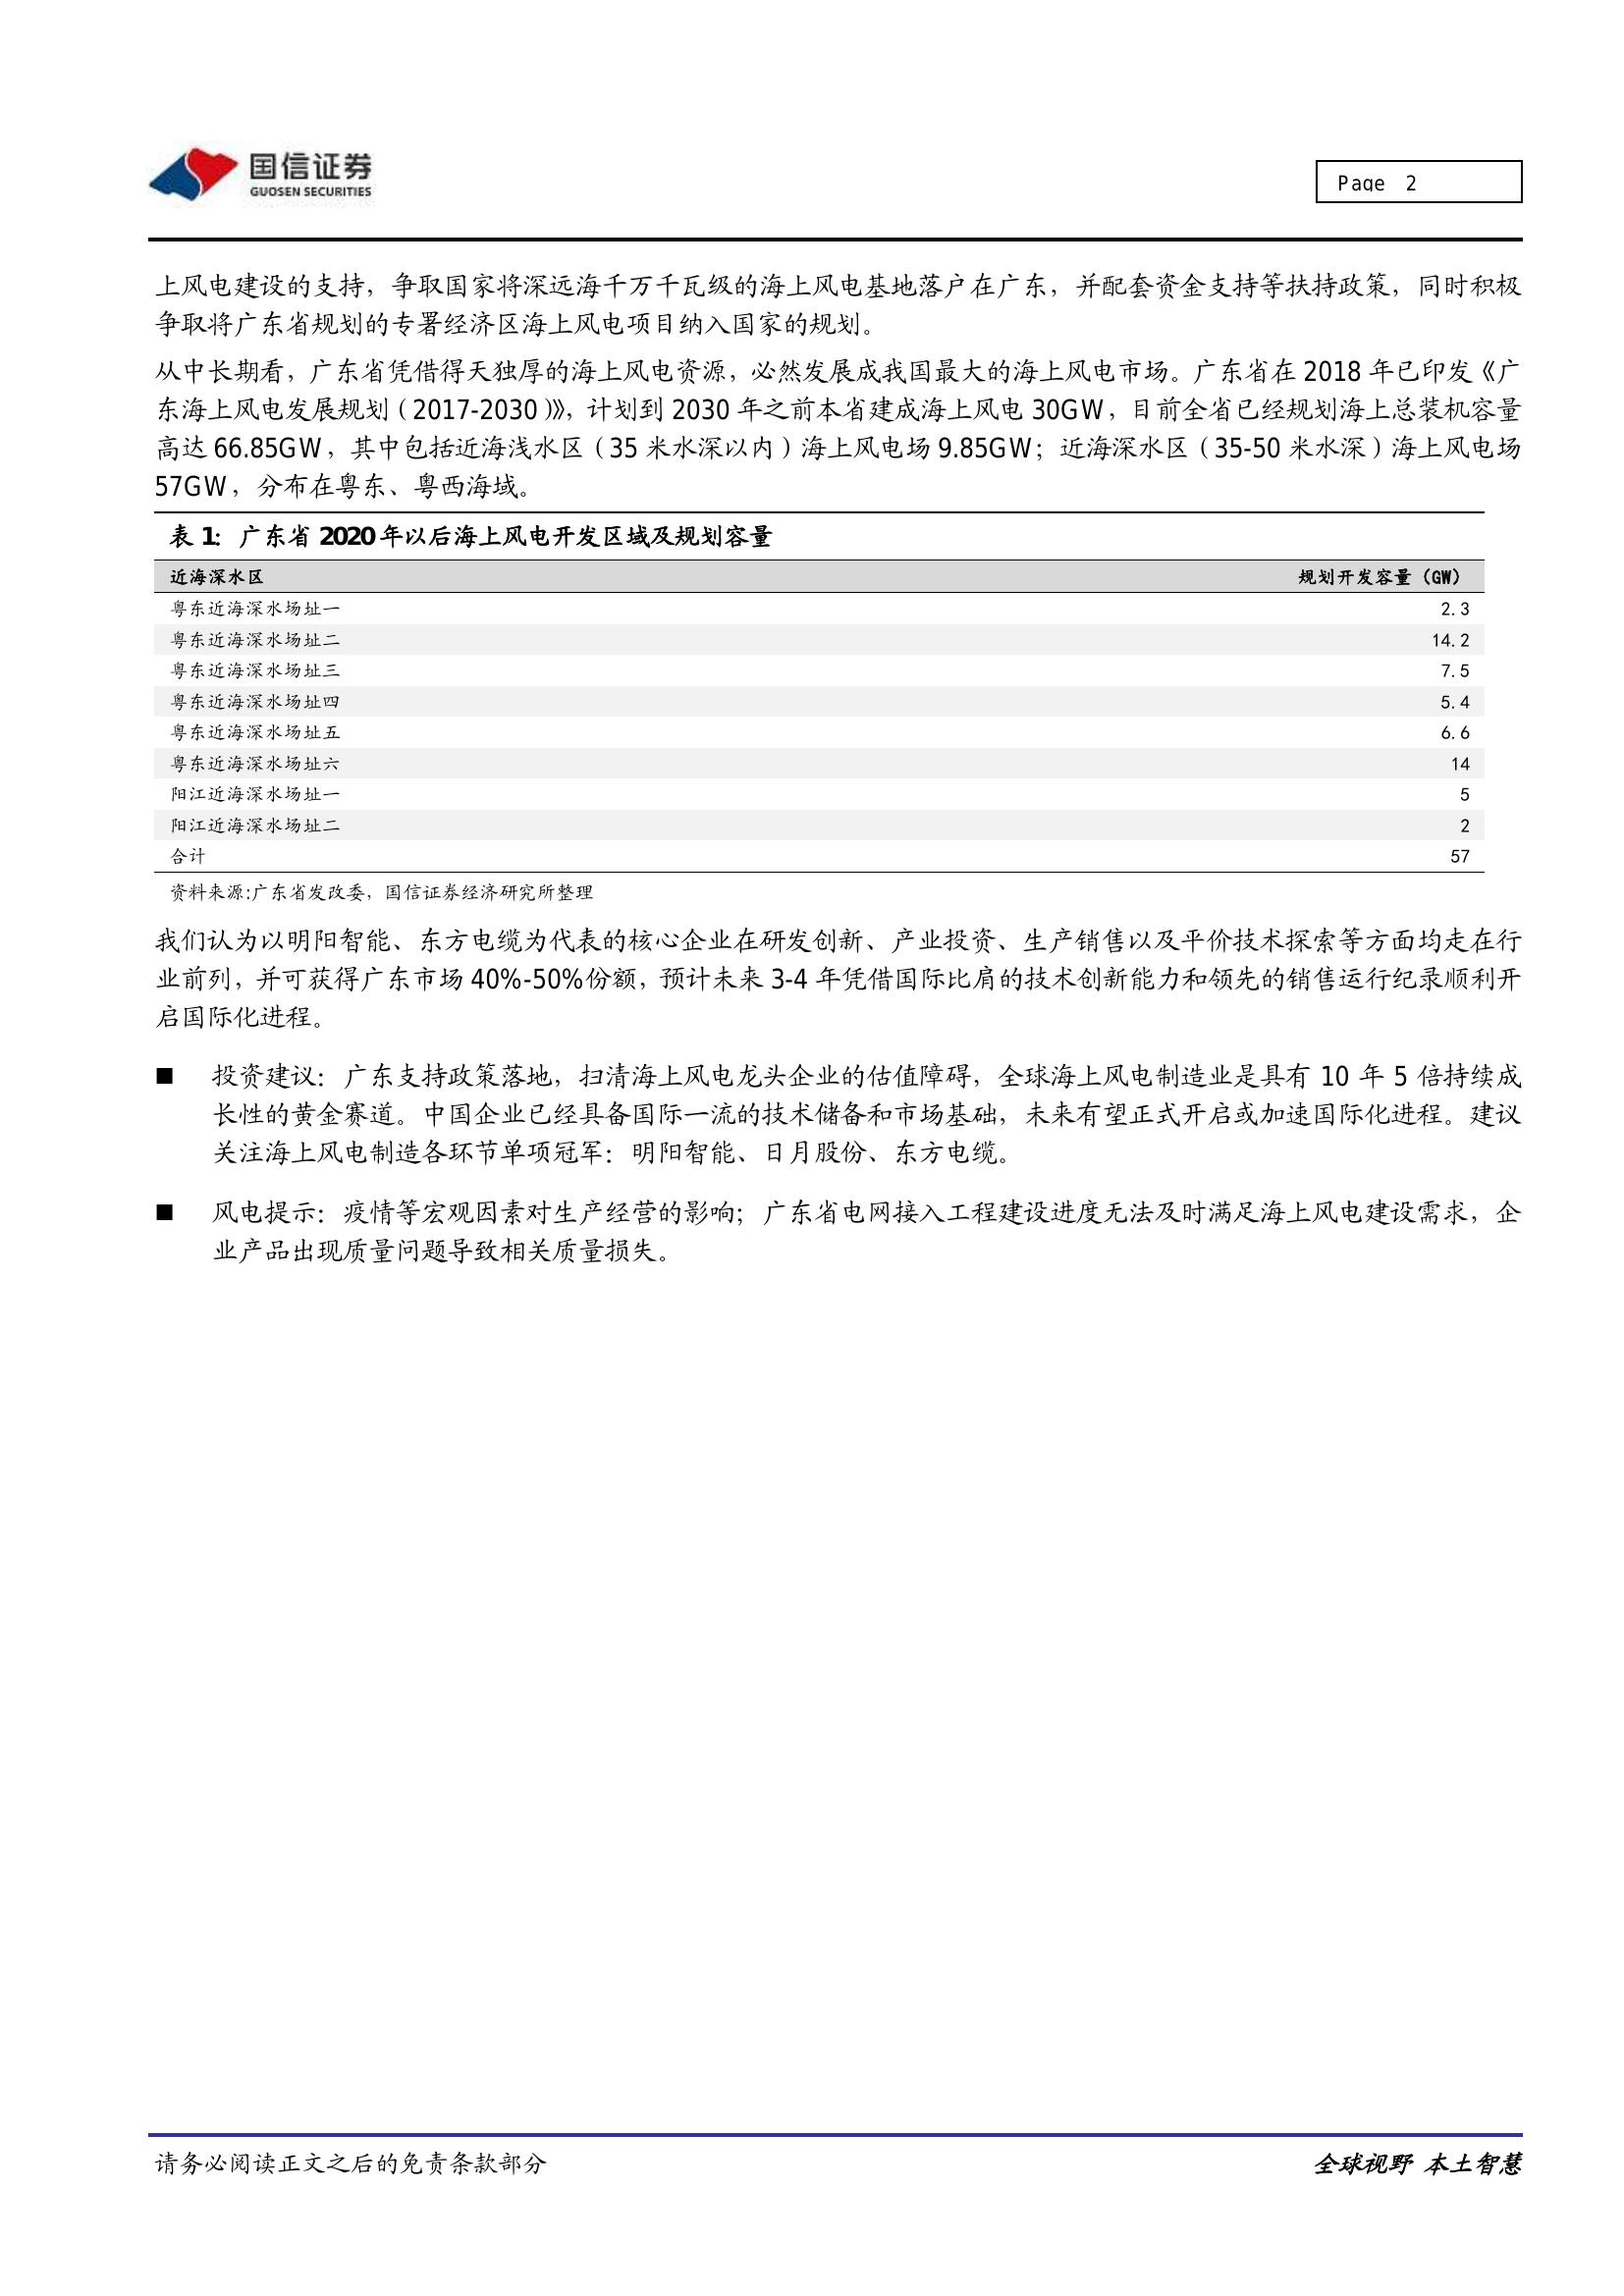 国信证券
GUOSEN SECURITIES
Page 2
上风电建设的支持，争取国家将深远海千万千瓦级的海上风电基地落户在广东，并配套资金支持等扶持政策，同时积极
争取将广东省规划的专署经济区海上风电项目纳入国家的规划。
从中长期看，广东省凭借得天独厚的海上风电资源，必然发展成我国最大的海上风电市场。广东省在 2018 年已印发《广
东海上风电发展规划（2017-2030）》，计划到 2030 年之前本省建成海上风电 30GW，目前全省已经规划海上总装机容量
高达 66.85GW，其中包括近海浅水区（35 米水深以内）海上风电场 9.85GW；近海深水区（35-50 米水深）海上风电场
57GW，分布在粤东、粤西海域。
表 1：广东省 2020 年以后海上风电开发区域及规划容量
近海深水区 规划开发容量（GW）
粤东近海深水场址一 2.3
粤东近海深水场址二 14.2
粤东近海深水场址三 7.5
粤东近海深水场址四 5.4
粤东近海深水场址五 6.6
粤东近海深水场址六 14
阳江近海深水场址一 5
阳江近海深水场址二 2
合计 57
资料来源:广东省发改委，国信证券经济研究所整理
我们认为以明阳智能、东方电缆为代表的核心企业在研发创新、产业投资、生产销售以及平价技术探索等方面均走在行
业前列，并可获得广东市场 40%-50%份额，预计未来 3-4 年凭借国际比肩的技术创新能力和领先的销售运行纪录顺利开
启国际化进程。
■ 投资建议：广东支持政策落地，扫清海上风电龙头企业的估值障碍，全球海上风电制造业是具有 10 年 5 倍持续成
长性的黄金赛道。中国企业已经具备国际一流的技术储备和市场基础，未来有望正式开启或加速国际化进程。建议
关注海上风电制造各环节单项冠军：明阳智能、日月股份、东方电缆。
■ 风电提示：疫情等宏观因素对生产经营的影响；广东省电网接入工程建设进度无法及时满足海上风电建设需求，企
业产品出现质量问题导致相关质量损失。
请务必阅读正文之后的免责条款部分 全球视野 本土智慧